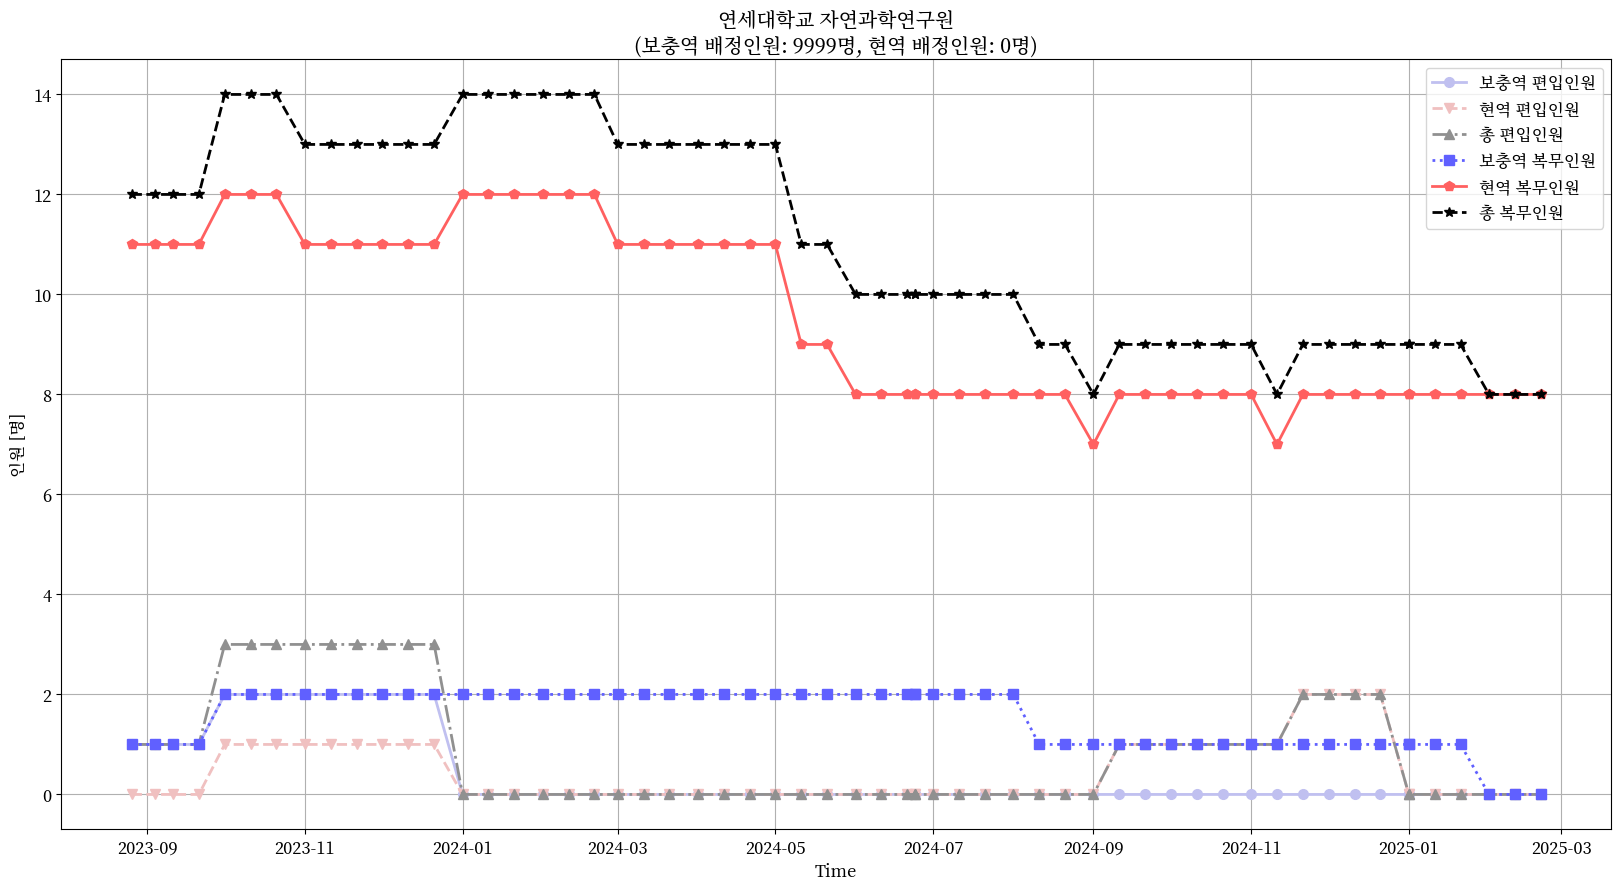 연세대학교 자연과학연구원
(보충역 배정인원: 9999명, 현역 배정인원: 0명)
보충역 편입인원
현역 편입인원
총 편입인원
보충역 복무인원
현역 복무인원
총 복무인원
인원 [명]
14
12
10
8
6
4
2
0
2023-09
2023-11
2024-01
2024-03
2024-05
2024-07
2024-09
2024-11
2025-01
2025-03
Time